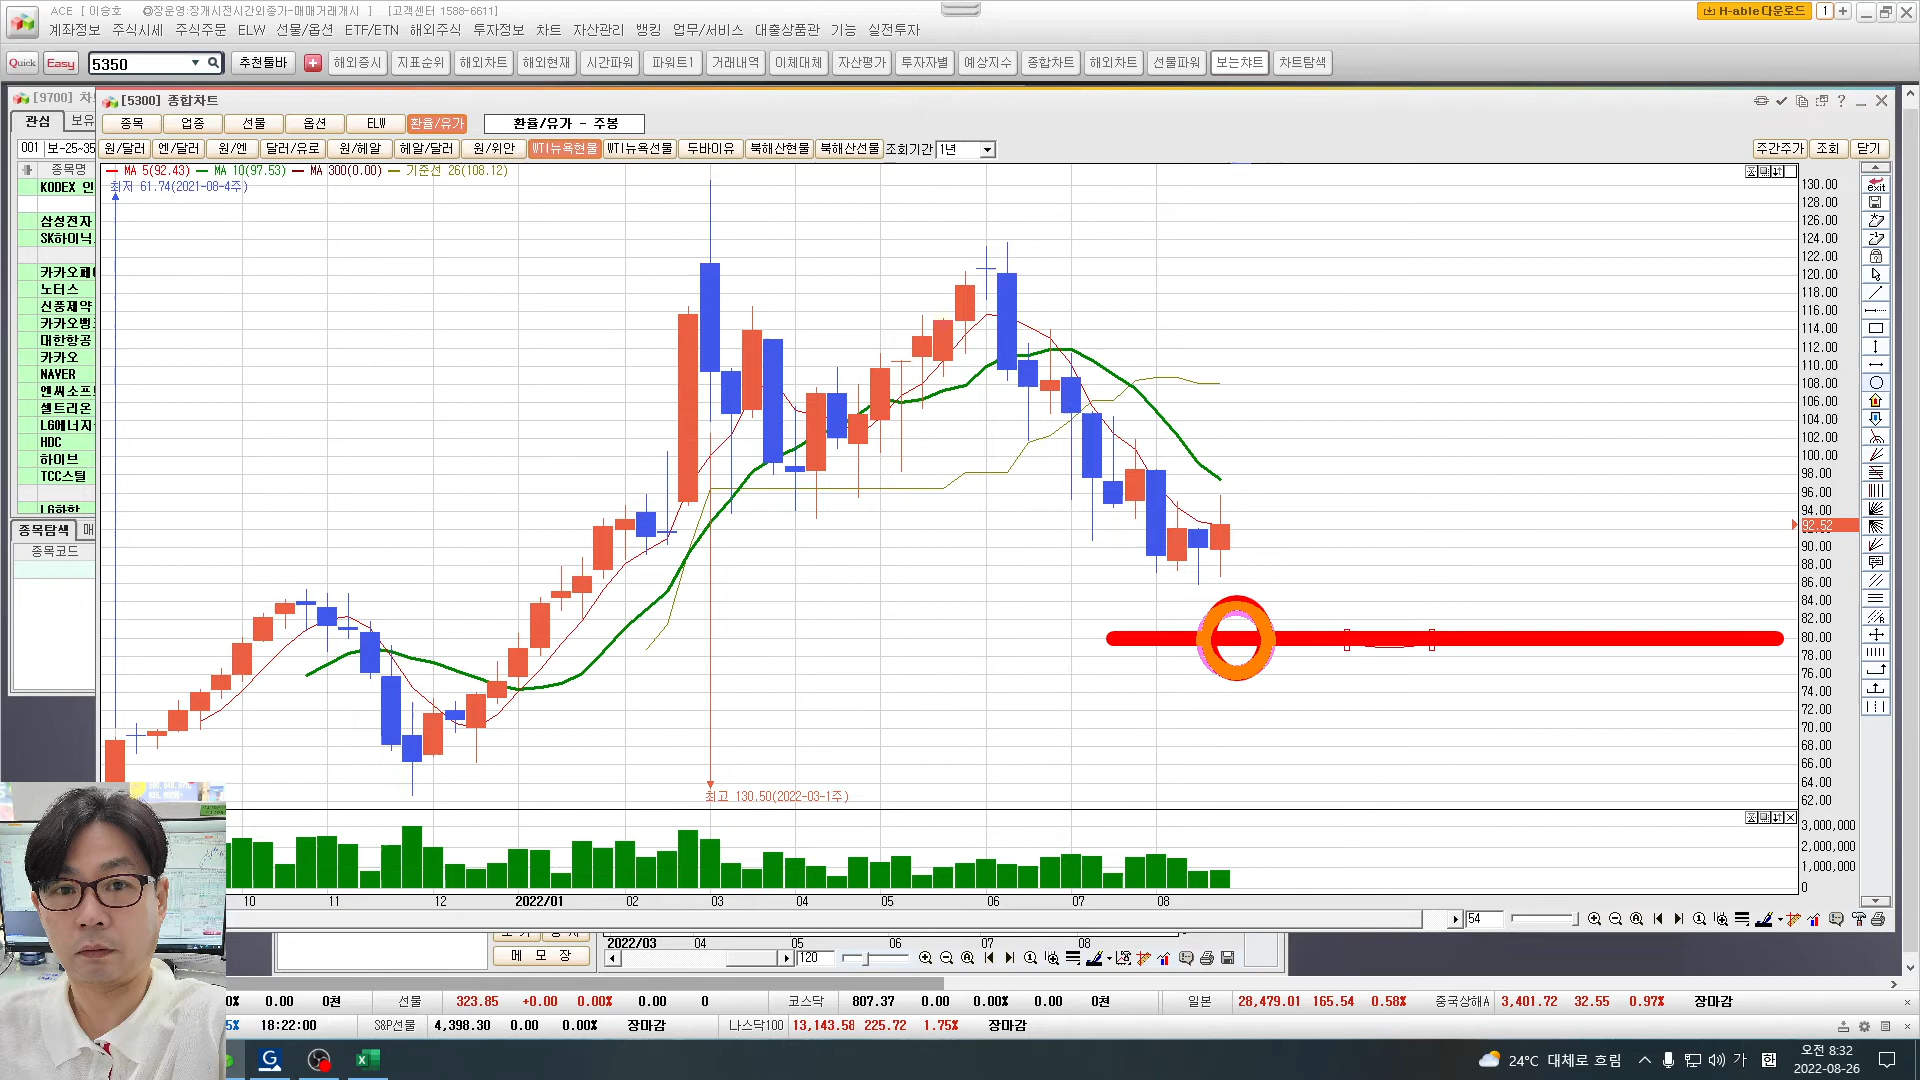 ACE [ 이승호 ◎장운영:장개시전시간외종가-매매거래개시 ] [고객센터 1588-6611]
H-able다운로드 1
계좌정보 주식시세 주식주문 ELW 선물/옵션 ETF/ETN 해외주식 투자정보 차트 자산관리 뱅킹 업무/서비스 대출상품관 기능 실전투자
Quick Easy 5350 추천툴바 해외증시 지표순위 해외차트 해외현재 시간파워 파워트1 거래내역 이체대체 자산평가 투자자별 예상지수 종합차트 해외차트 선물파워 보는챠트 차트탐색
[9700] 차
[5300] 종합차트
관심 보유
종목 업종 선물 옵션 ELW 환율/유가 환율/유가 - 주봉
001 보-25~35 원/달러 엔/달러 원/엔 달러/유로 원/헤알 헤알/달러 원/위안 WTI뉴욕현물 WTI뉴욕선물 두바이유 북해산현물 북해산선물 조회기간 1년 주간주가 조회 닫기
종목명
MA 5(92.43) MA 10(97.53) MA 300(0.00) 기준선 26(108.12)
최저 61.74(2021-08-4주)
KODEX 인
삼성전자
SK하이닉
카카오페
노터스
신풍제약
카카오뱅
대한항공
카카오
NAVER
엔씨소프
셀트리온
LG에너지
HDC
하이브
TCC스틸
LG화학
종목탐색 매
종목코드
130.00
128.00
126.00
124.00
122.00
120.00
118.00
116.00
114.00
112.00
110.00
108.00
106.00
104.00
102.00
100.00
98.00
96.00
94.00
92.52
90.00
88.00
86.00
84.00
82.00
80.00
78.00
76.00
74.00
72.00
70.00
68.00
66.00
64.00
62.00
exit
최고 130.50(2022-03-1주)
3,000,000
2,000,000
1,000,000
0
10 11 12 2022/01 02 03 04 05 06 07 08
54
2022/03 04 05 06 07 08
메 모 장
120
0% 0.00 0천 선물 323.85 +0.00 0.00% 0.00 0 코스닥 807.37 0.00 0.00% 0.00 0천 일본 28,479.01 165.54 0.58% 중국상해A 3,401.72 32.55 0.97% 장마감
5% 18:22:00 S&P선물 4,398.30 0.00 0.00% 장마감 나스닥100 13,143.58 225.72 1.75% 장마감
24°C 대체로 흐림 가 한 오전 8:32
2022-08-26